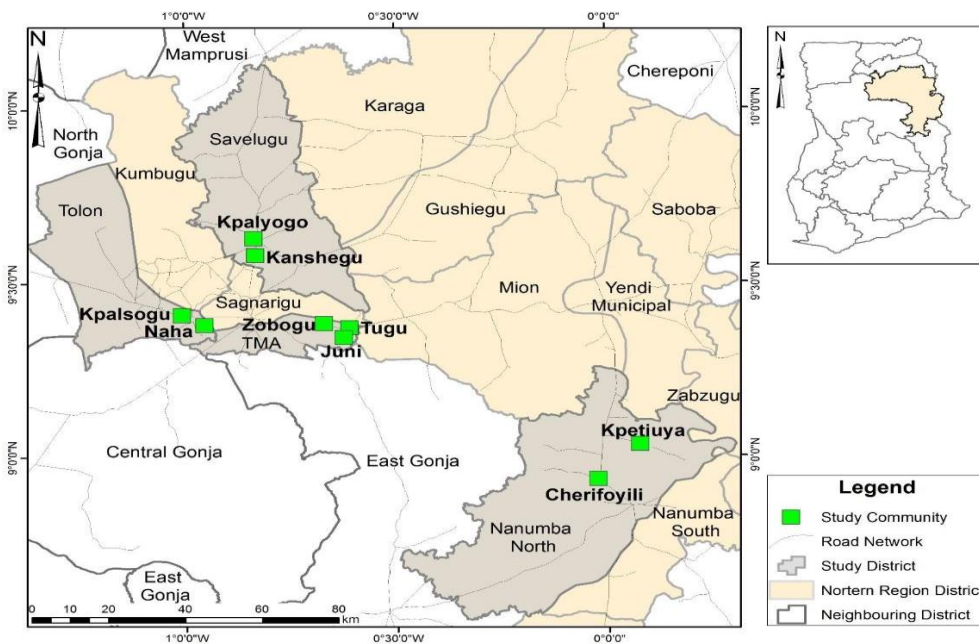 1°0'0"W
0°30'0"W
0°0'0"
N
West
Mamprusi
Chereponi
Karaga
10°0'0"N
10°0'0"N
North
Gonja
Savelugu
Kumbugu
Tolon
Gushiegu
Saboba
Kpalyogo
Kanshegu
9°30'0"N
9°30'0"N
Mion
Yendi
Municipal
Sagnarigu
Kpalsogu
Naha
Zobogu
Tugu
TMA
Juni
Zabzugu
Kpetiuya
9°0'0"N
9°0'0"N
Central Gonja
East Gonja
Cherifoyili
Nanumba
North
Nanumba
South
East
Gonja
0 10 20 40 60 80
km
1°0'0"W
0°30'0"W
0°0'0"
N
Legend
Study Community
Road Network
Study District
Nortern Region District
Neighbouring District